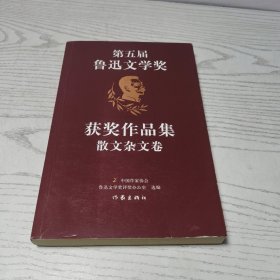 第五届
鲁迅文学奖
获奖作品集
散文杂文卷
中国作家协会
鲁迅文学奖评奖办公室 选编
作家出版社